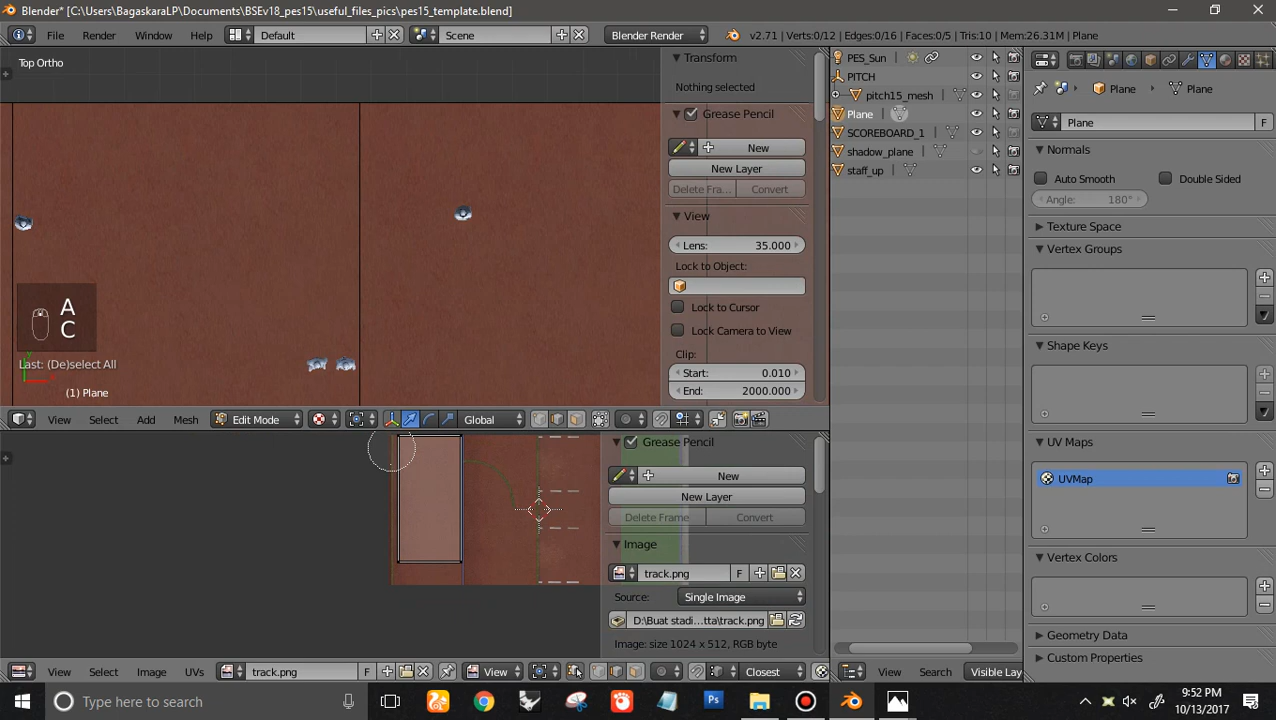 Blender* [C:\Users\BagaskaraLP\Documents\BSEv18_pes15\useful_files_pics\pes15_template.blend]
File Render Window Help Default Scene Blender Render v2.71 | Verts:0/12 | Edges:0/16 | Faces:0/5 | Tris:10 | Mem:26.31M | Plane
Top Ortho
A
C
Last: (De)select All
(1) Plane
Transform
Nothing selected
Grease Pencil
New
New Layer
Delete Fra... Convert
View
Lens: 35.000
Lock to Object:
Lock to Cursor
Lock Camera to View
Clip:
Start: 0.010
End: 2000.000
View Select Add Mesh Edit Mode Global
Grease Pencil
New
New Layer
Delete Frame Convert
Image
track.png F
Source: Single Image
D:\Buat stadi...tta\track.png
Image: size 1024 x 512, RGB byte
View Select Image UVs track.png F View Closest
PES_Sun
PITCH
pitch15_mesh
Plane
SCOREBOARD_1
shadow_plane
staff_up
View Search Visible Lay
Plane Plane
Plane F
Normals
Auto Smooth Double Sided
Angle: 180°
Texture Space
Vertex Groups
Shape Keys
UV Maps
UVMap
Vertex Colors
Geometry Data
Custom Properties
Type here to search
Ps
9:52 PM
10/13/2017